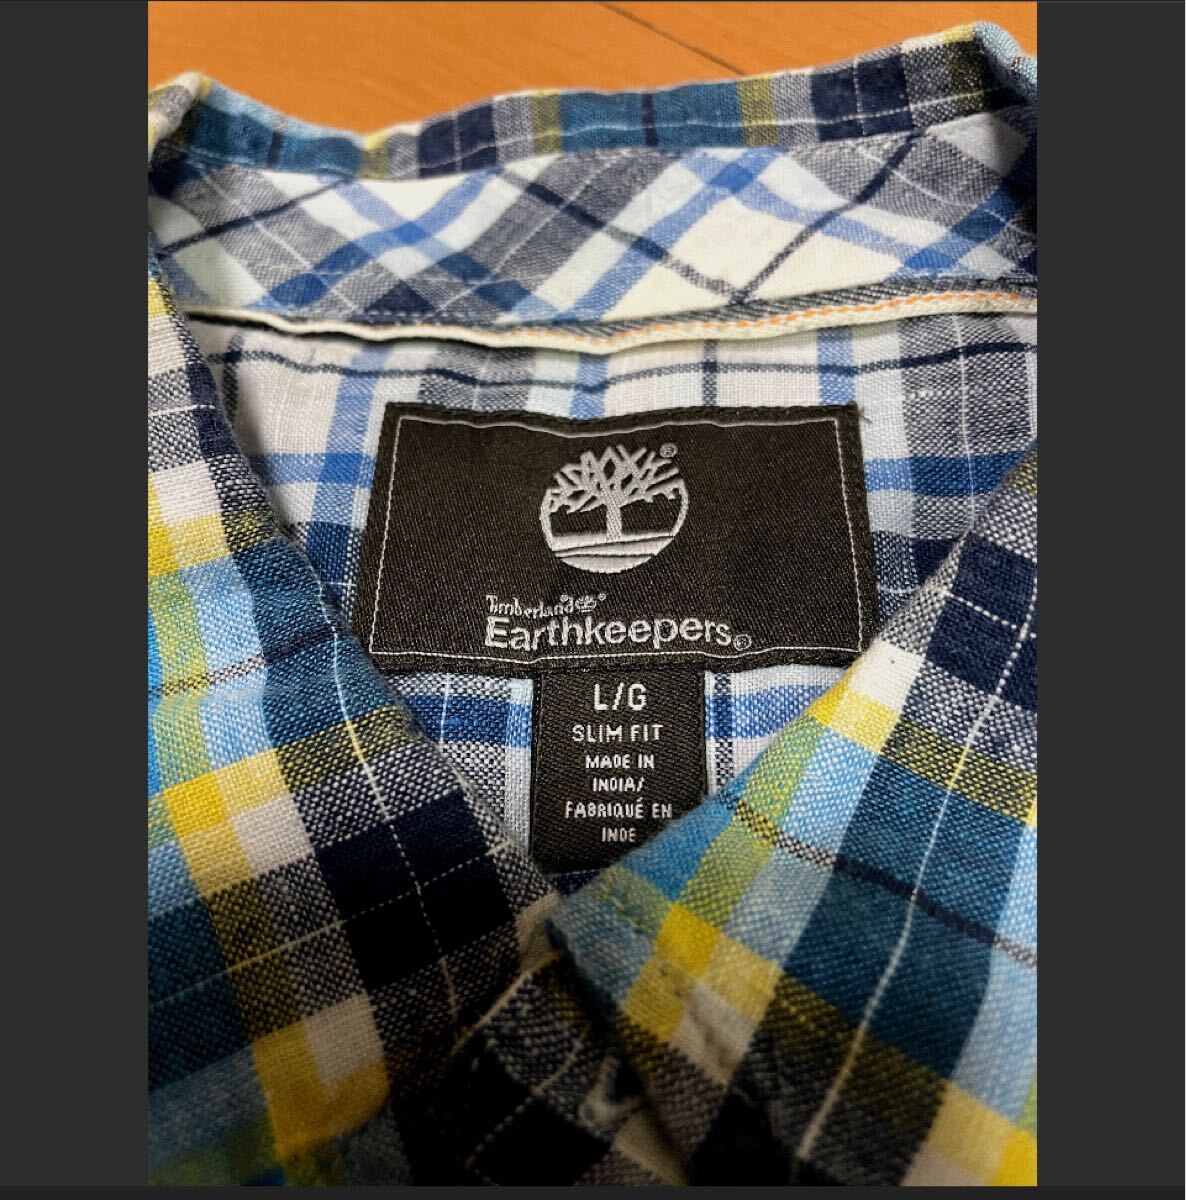 ®
Timberland®
Earthkeepers®
L/G
SLIM FIT
MADE IN
INDIA/
FABRIQUÉ EN
INDE